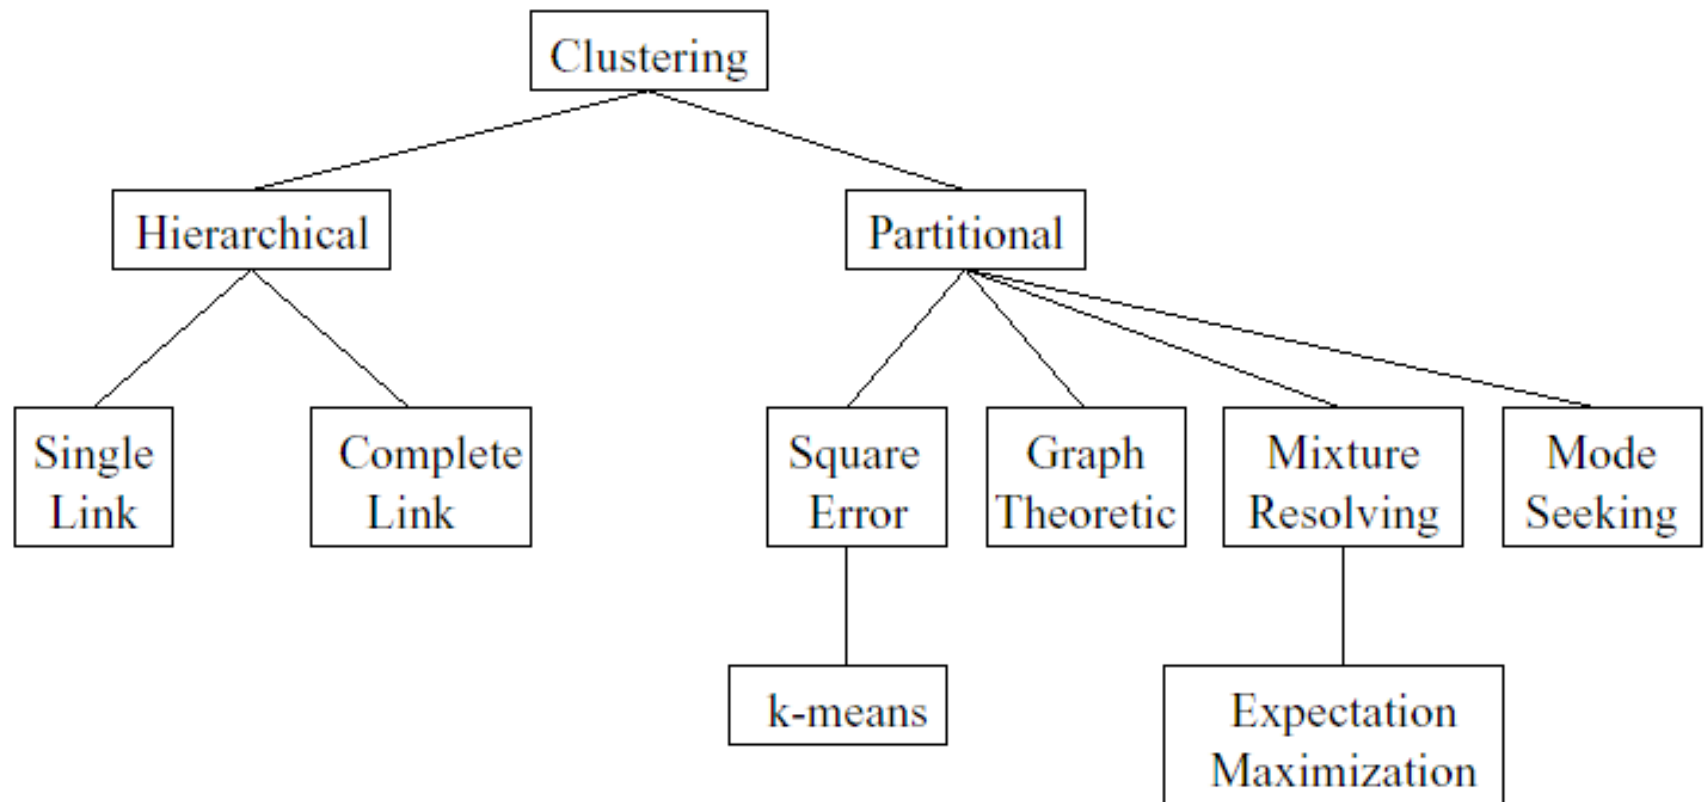 Clustering
Hierarchical
Partitional
Single
Link
Complete
Link
Square
Error
Graph
Theoretic
Mixture
Resolving
Mode
Seeking
k-means
Expectation
Maximization